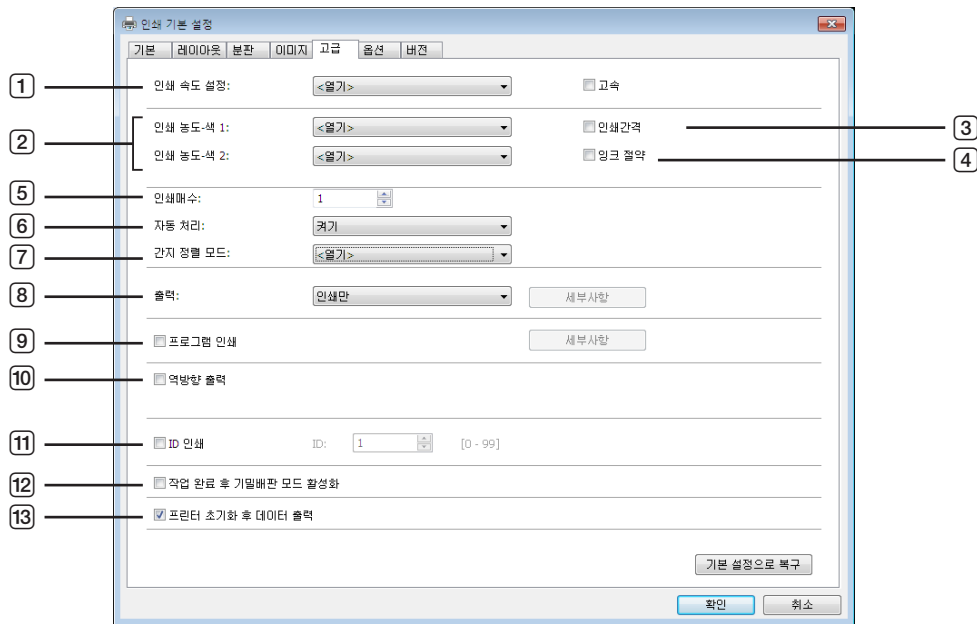 인쇄 기본 설정
기본 레이아웃 분판 이미지 고급 옵션 버전
1 인쇄 속도 설정: <열기> 고속
2 인쇄 농도-색 1: <열기> 인쇄간격 3
인쇄 농도-색 2: <열기> 잉크 절약 4
5 인쇄매수: 1
6 자동 처리: 켜기
7 간지 정렬 모드: <열기>
8 출력: 인쇄만 세부사항
9 프로그램 인쇄 세부사항
10 역방향 출력
11 ID 인쇄 ID: 1 [0 - 99]
12 작업 완료 후 기밀배판 모드 활성화
13 프린터 초기화 후 데이터 출력
기본 설정으로 복구
확인 취소